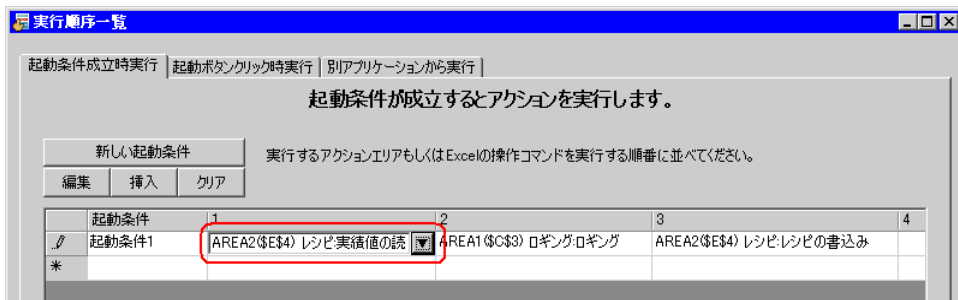 実行順序一覧
起動条件成立時実行 起動ボタンクリック時実行 別アプリケーションから実行
起動条件が成立するとアクションを実行します。
新しい起動条件
実行するアクションエリアもしくはExcelの操作コマンドを実行する順番に並べてください。
編集 挿入 クリア
起動条件 1 2 3 4
起動条件1 AREA2($E$4) レシピ:実績値の読 AREA1($C$3) ロギング:ロギング AREA2($E$4) レシピ:レシピの書込み
*